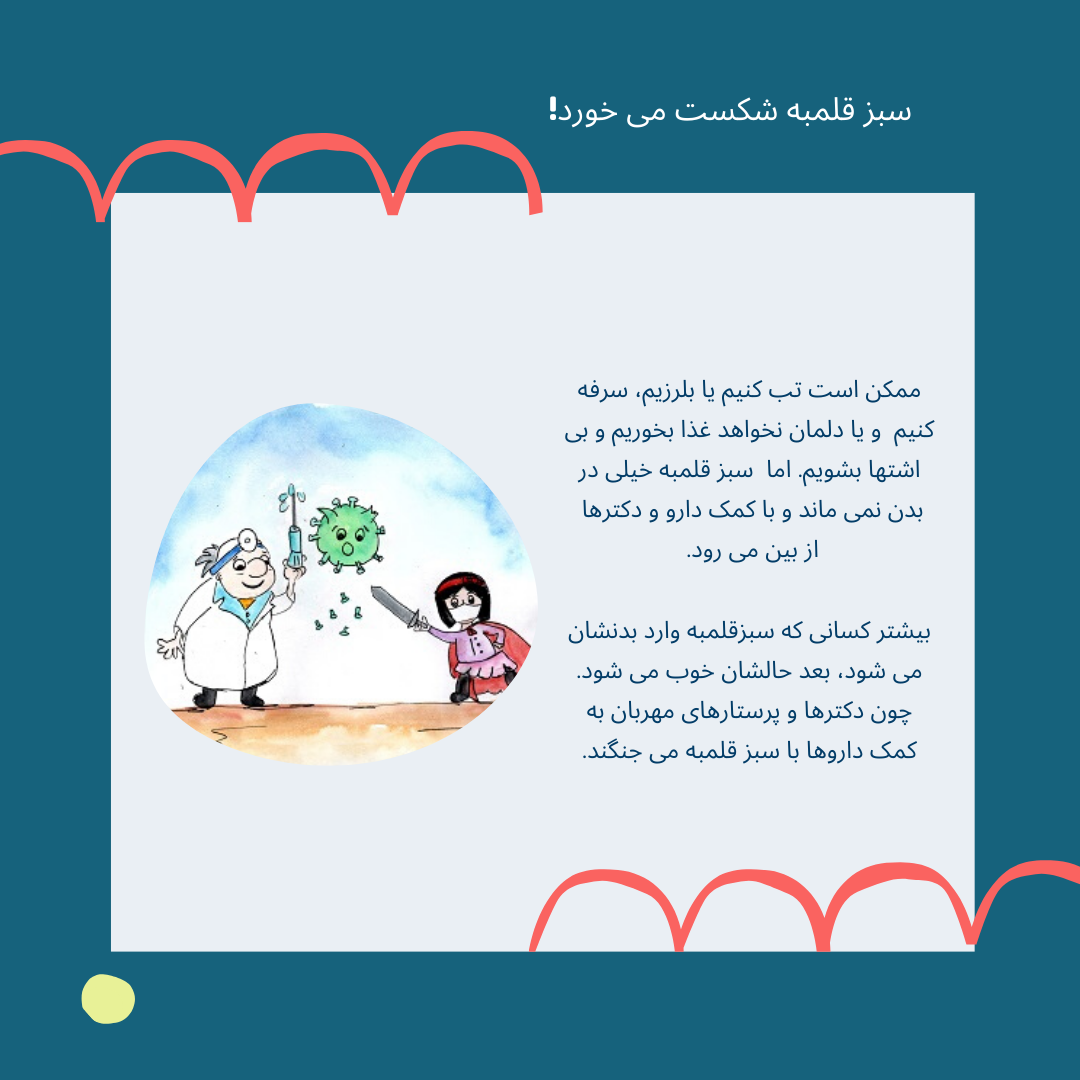 سبز قلمبه شکست می خورد!
ممکن است تب کنیم یا بلرزیم، سرفه
کنیم  و یا دلمان نخواهد غذا بخوریم و بی
اشتها بشویم. اما  سبز قلمبه خیلی در
بدن نمی ماند و با کمک دارو و دکترها
از بین می رود.
بیشتر کسانی که سبزقلمبه وارد بدنشان
می شود، بعد حالشان خوب می شود.
چون دکترها و پرستارهای مهربان به
کمک داروها با سبز قلمبه می جنگند.